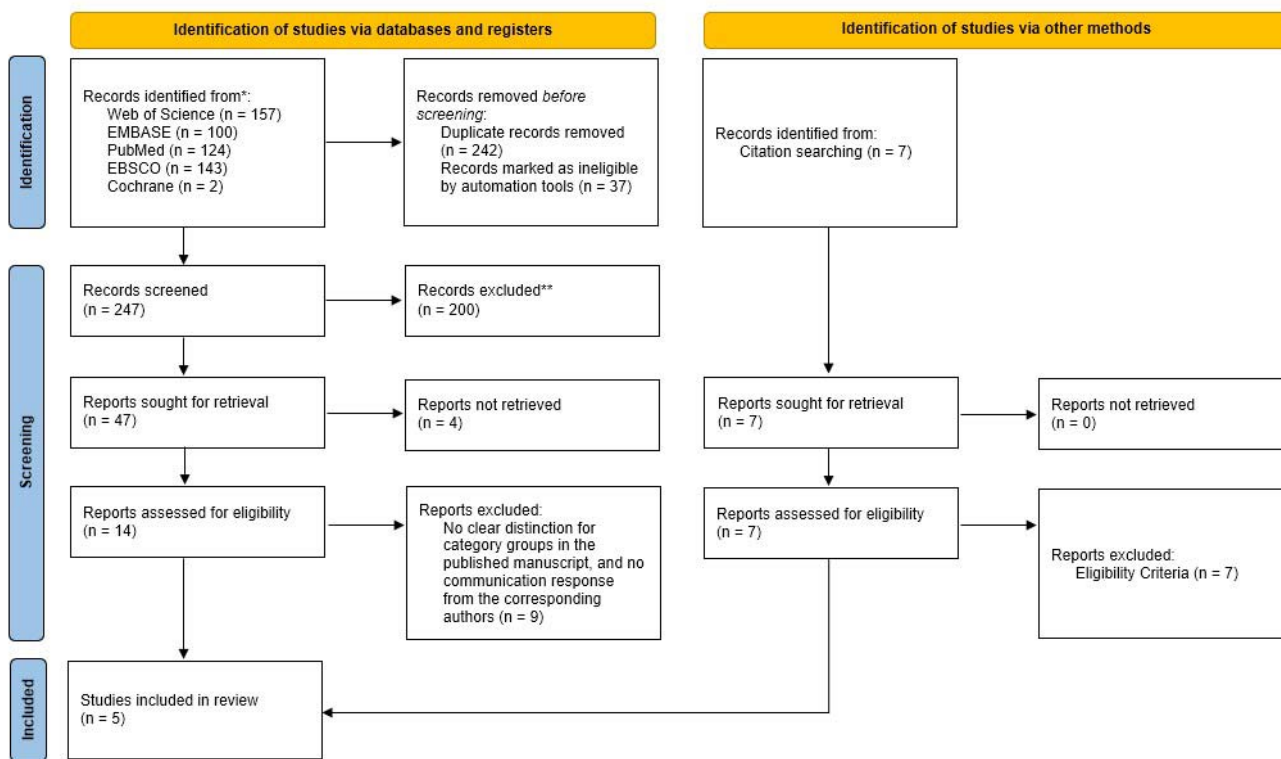 Identification of studies via databases and registers
Identification of studies via other methods
Identification
Records identified from*:
Web of Science (n = 157)
EMBASE (n = 100)
PubMed (n = 124)
EBSCO (n = 143)
Cochrane (n = 2)
Records removed before
screening:
Duplicate records removed
(n = 242)
Records marked as ineligible
by automation tools (n = 37)
Records identified from:
Citation searching (n = 7)
Screening
Records screened
(n = 247)
Records excluded**
(n = 200)
Reports sought for retrieval
(n = 47)
Reports not retrieved
(n = 4)
Reports sought for retrieval
(n = 7)
Reports not retrieved
(n = 0)
Reports assessed for eligibility
(n = 14)
Reports excluded:
No clear distinction for
category groups in the
published manuscript, and no
communication response
from the corresponding
authors (n = 9)
Reports assessed for eligibility
(n = 7)
Reports excluded:
Eligibility Criteria (n = 7)
Included
Studies included in review
(n = 5)